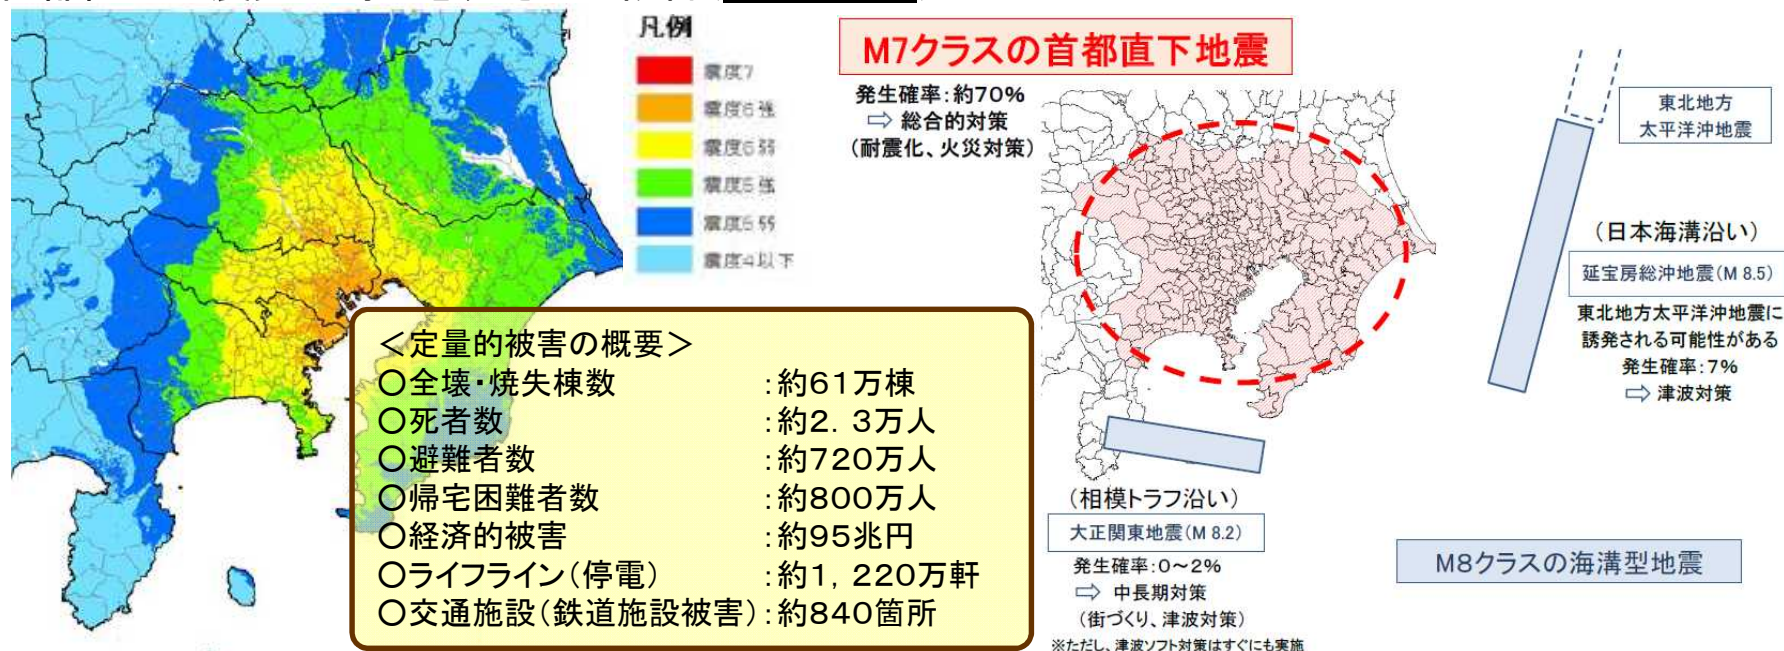 凡例
震度7
震度6強
震度6弱
震度5強
震度5弱
震度4以下
＜定量的被害の概要＞
○全壊・焼失棟数　　　　：約61万棟
○死者数　　　　　　　　：約2．3万人
○避難者数　　　　　　　：約720万人
○帰宅困難者数　　　　　：約800万人
○経済的被害　　　　　　：約95兆円
○ライフライン（停電）　　：約1，220万軒
○交通施設（鉄道施設被害）：約840箇所
M7クラスの首都直下地震
発生確率：約70%
⇨ 総合的対策
（耐震化、火災対策）
東北地方
太平洋沖地震
（日本海溝沿い）
延宝房総沖地震（M 8.5）
東北地方太平洋沖地震に
誘発される可能性がある
発生確率：7%
⇨ 津波対策
（相模トラフ沿い）
大正関東地震（M 8.2）
発生確率：0～2%
⇨ 中長期対策
（街づくり、津波対策）
※ただし、津波ソフト対策はすぐにも実施
M8クラスの海溝型地震